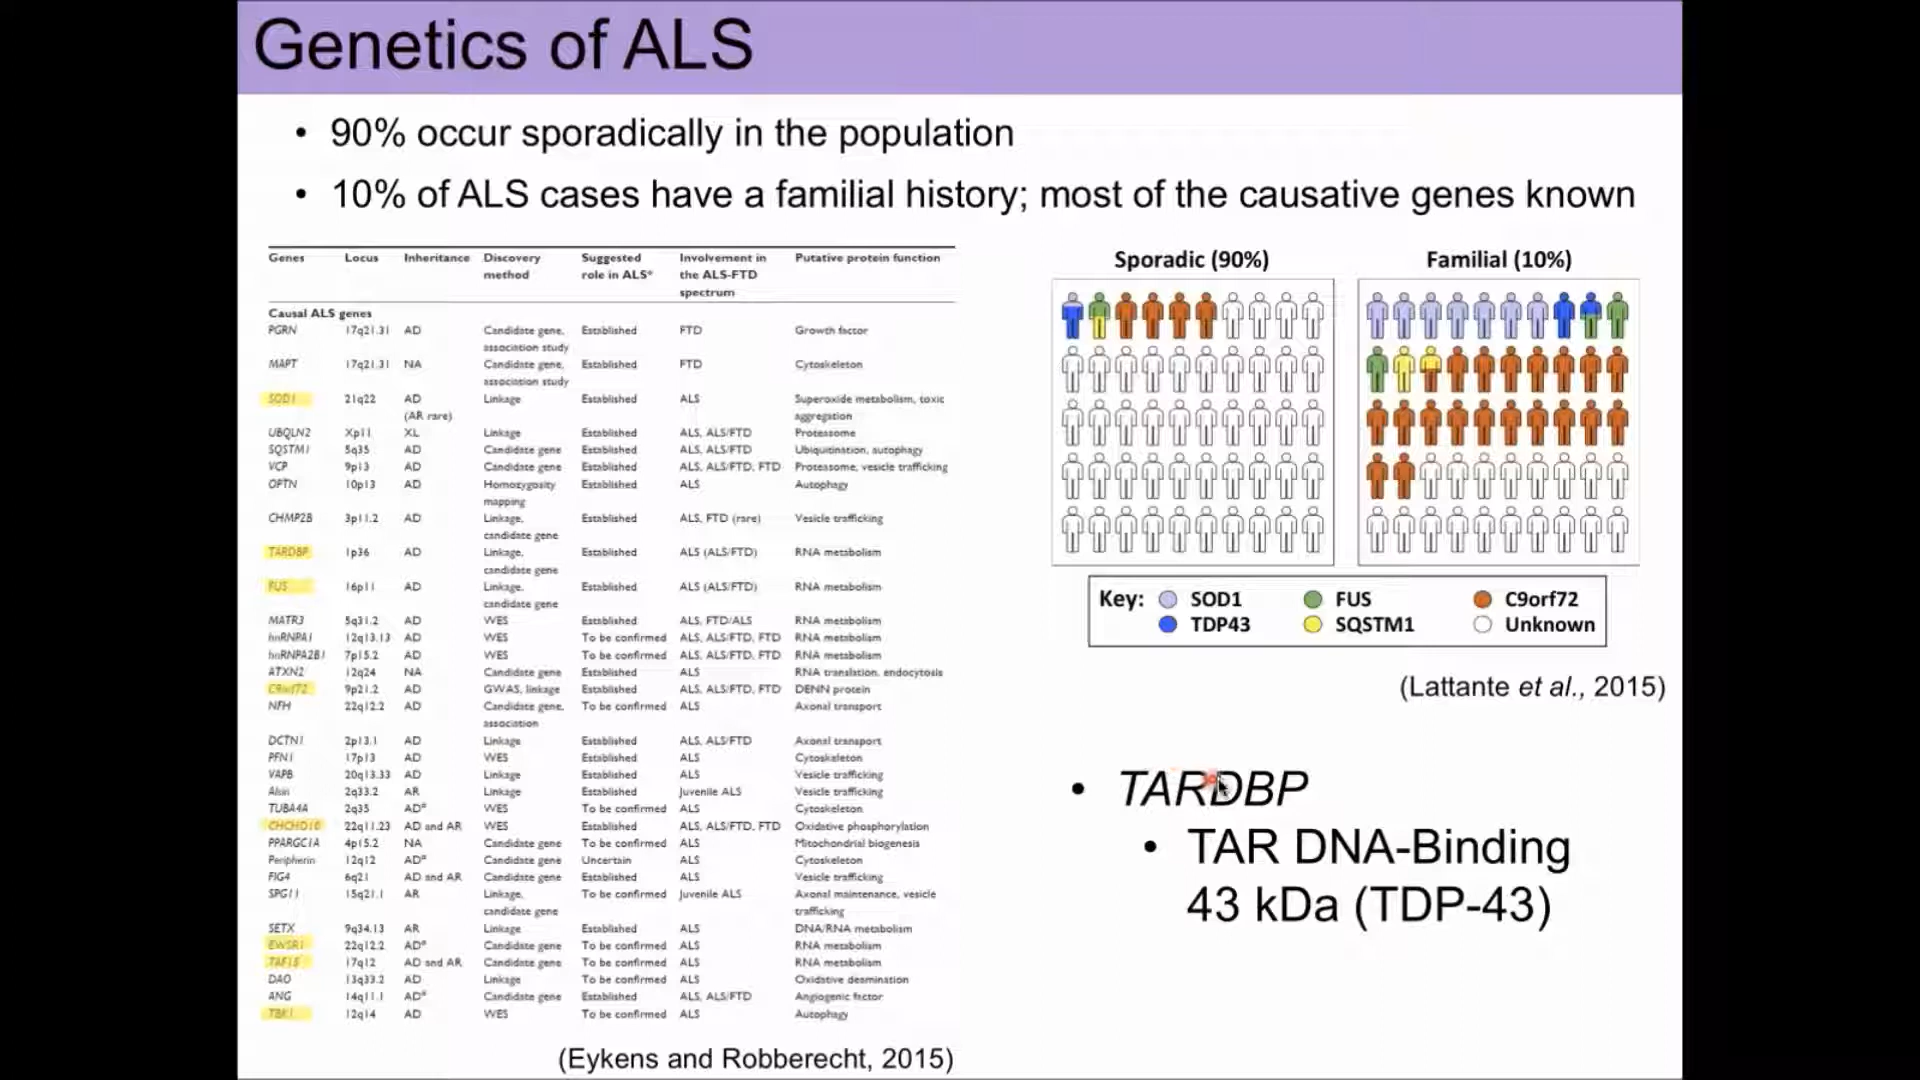 Genetics of ALS
• 90% occur sporadically in the population
• 10% of ALS cases have a familial history; most of the causative genes known
Genes Locus Inheritance Discovery method Suggested role in ALS* Involvement in the ALS-FTD spectrum Putative protein function
Causal ALS genes
PGRN 17q21.31 AD Candidate gene, association study Established FTD Growth factor
MAPT 17q21.31 NA Candidate gene, association study Established FTD Cytoskeleton
SOD1 21q22 AD (AR rare) Linkage Established ALS Superoxide metabolism, toxic aggregation
UBQLN2 Xp11 XL Linkage Established ALS, ALS/FTD Proteasome
SQSTM1 5q35 AD Candidate gene Established ALS, ALS/FTD Ubiquitination, autophagy
VCP 9p13 AD Candidate gene Established ALS, ALS/FTD, FTD Proteasome, vesicle trafficking
OPTN 10p13 AD Homozygosity mapping Established ALS Autophagy
CHMP2B 3p11.2 AD Linkage, candidate gene Established ALS, FTD (rare) Vesicle trafficking
TARDBP 1p36 AD Linkage, candidate gene Established ALS (ALS/FTD) RNA metabolism
FUS 16p11 AD Linkage, candidate gene Established ALS (ALS/FTD) RNA metabolism
MATR3 5q31.2 AD WES Established ALS, FTD/ALS RNA metabolism
hnRNPA1 12q13.13 AD WES To be confirmed ALS, ALS/FTD, FTD RNA metabolism
hnRNPA2B1 7p15.2 AD WES To be confirmed ALS, ALS/FTD, FTD RNA metabolism
ATXN2 12q24 NA Candidate gene Established ALS RNA translation, endocytosis
C9orf72 9p21.2 AD GWAS, linkage Established ALS, ALS/FTD, FTD DENN protein
NFH 22q12.2 AD Candidate gene, association To be confirmed ALS Axonal transport
DCTN1 2p13.1 AD Linkage Established ALS, ALS/FTD Axonal transport
PFN1 17p13 AD WES Established ALS Cytoskeleton
VAPB 20q13.33 AD Linkage Established ALS Vesicle trafficking
Alsin 2q33.2 AR Linkage Established Juvenile ALS Vesicle trafficking
TUBA4A 2q35 AD# WES To be confirmed ALS Cytoskeleton
CHCHD10 22q11.23 AD and AR WES Established ALS, ALS/FTD, FTD Oxidative phosphorylation
PPARGC1A 4p15.2 NA Candidate gene To be confirmed ALS Mitochondrial biogenesis
Peripherin 12q12 AD# Candidate gene Uncertain ALS Cytoskeleton
FIG4 6q21 AD and AR Candidate gene Established ALS Vesicle trafficking
SPG11 15q21.1 AR Linkage, candidate gene To be confirmed Juvenile ALS Axonal maintenance, vesicle trafficking
SETX 9q34.13 AR Linkage Established ALS DNA/RNA metabolism
EWSR1 22q12.2 AD# Candidate gene To be confirmed ALS RNA metabolism
TAF15 17q12 AD and AR Candidate gene To be confirmed ALS RNA metabolism
DAO 13q33.2 AD Linkage To be confirmed ALS Oxidative desmination
ANG 14q11.1 AD# Candidate gene Established ALS, ALS/FTD Angiogenic factor
TBK1 12q14 AD WES To be confirmed ALS Autophagy
(Eykens and Robberecht, 2015)
Sporadic (90%) Familial (10%)
Key: SOD1 FUS C9orf72
TDP43 SQSTM1 Unknown
(Lattante et al., 2015)
• TARDBP
• TAR DNA-Binding
43 kDa (TDP-43)